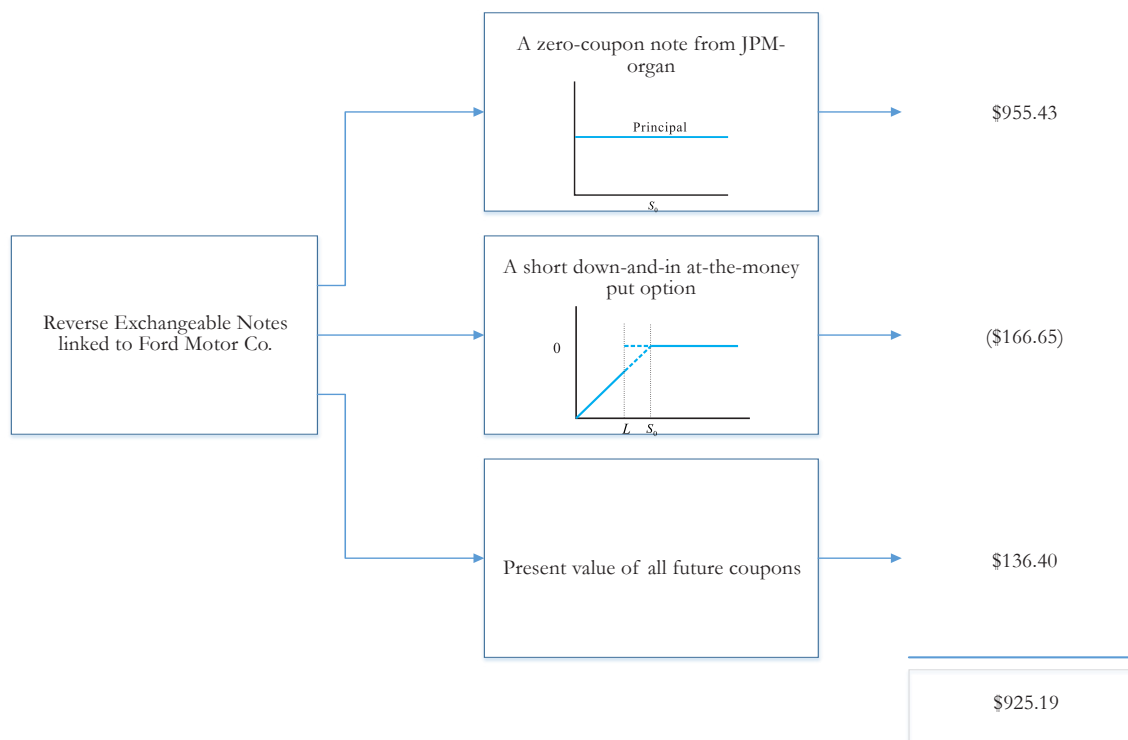 A zero-coupon note from JPM-
organ
Principal
S₀
$955.43
Reverse Exchangeable Notes
linked to Ford Motor Co.
A short down-and-in at-the-money
put option
0
L S₀
($166.65)
Present value of all future coupons
$136.40
$925.19